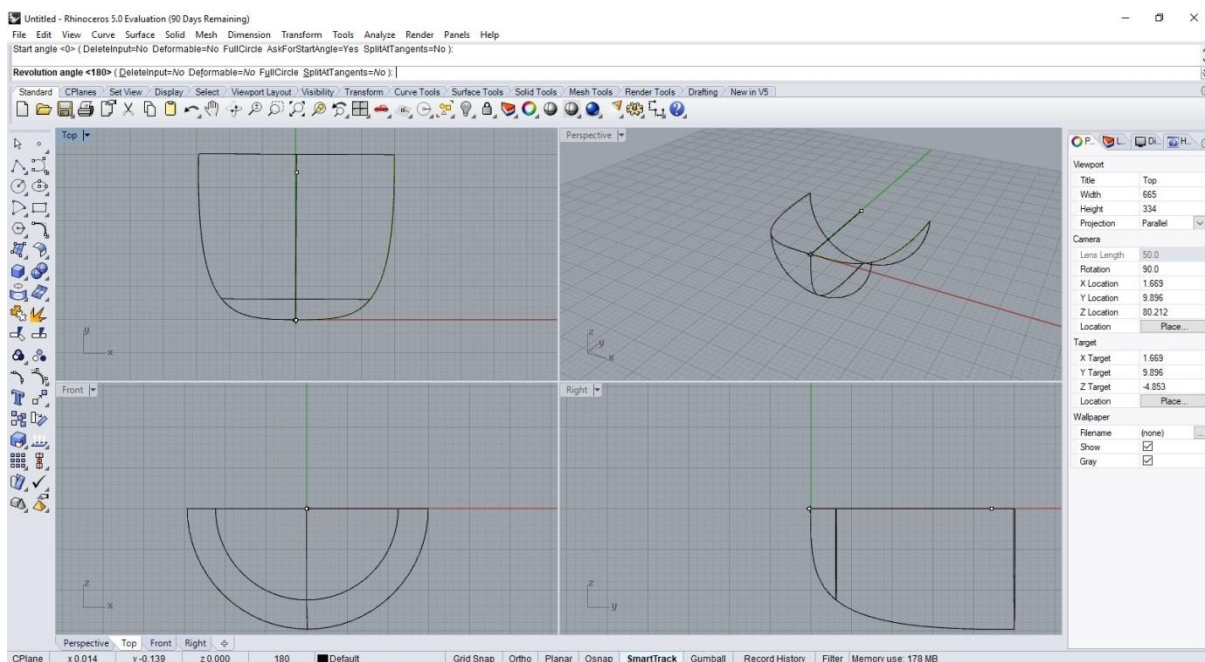 Untitled - Rhinoceros 5.0 Evaluation (90 Days Remaining)
File Edit View Curve Surface Solid Mesh Dimension Transform Tools Analyze Render Panels Help
Start angle <0> ( DeleteInput=No Deformable=No FullCircle AskForStartAngle=Yes SplitAtTangents=No ):
Revolution angle <180> ( DeleteInput=No Deformable=No FullCircle SplitAtTangents=No ):
Standard CPlanes Set View Display Select Viewport Layout Visibility Transform Curve Tools Surface Tools Solid Tools Mesh Tools Render Tools Drafting New in V5
Top
y
x
Perspective
z
y
x
Front
z
x
Right
z
y
P.. L.. Di.. H..
Viewport
Title Top
Width 665
Height 334
Projection Parallel
Camera
Lens Length 50.0
Rotation 90.0
X Location 1.669
Y Location 9.896
Z Location 80.212
Location Place...
Target
X Target 1.669
Y Target 9.896
Z Target -4.853
Location Place...
Wallpaper
Filename (none) ...
Show
Gray
Perspective Top Front Right
CPlane x 0.014 y -0.139 z 0.000 180 Default Grid Snap Ortho Planar Osnap SmartTrack Gumball Record History Filter Memory use: 178 MB